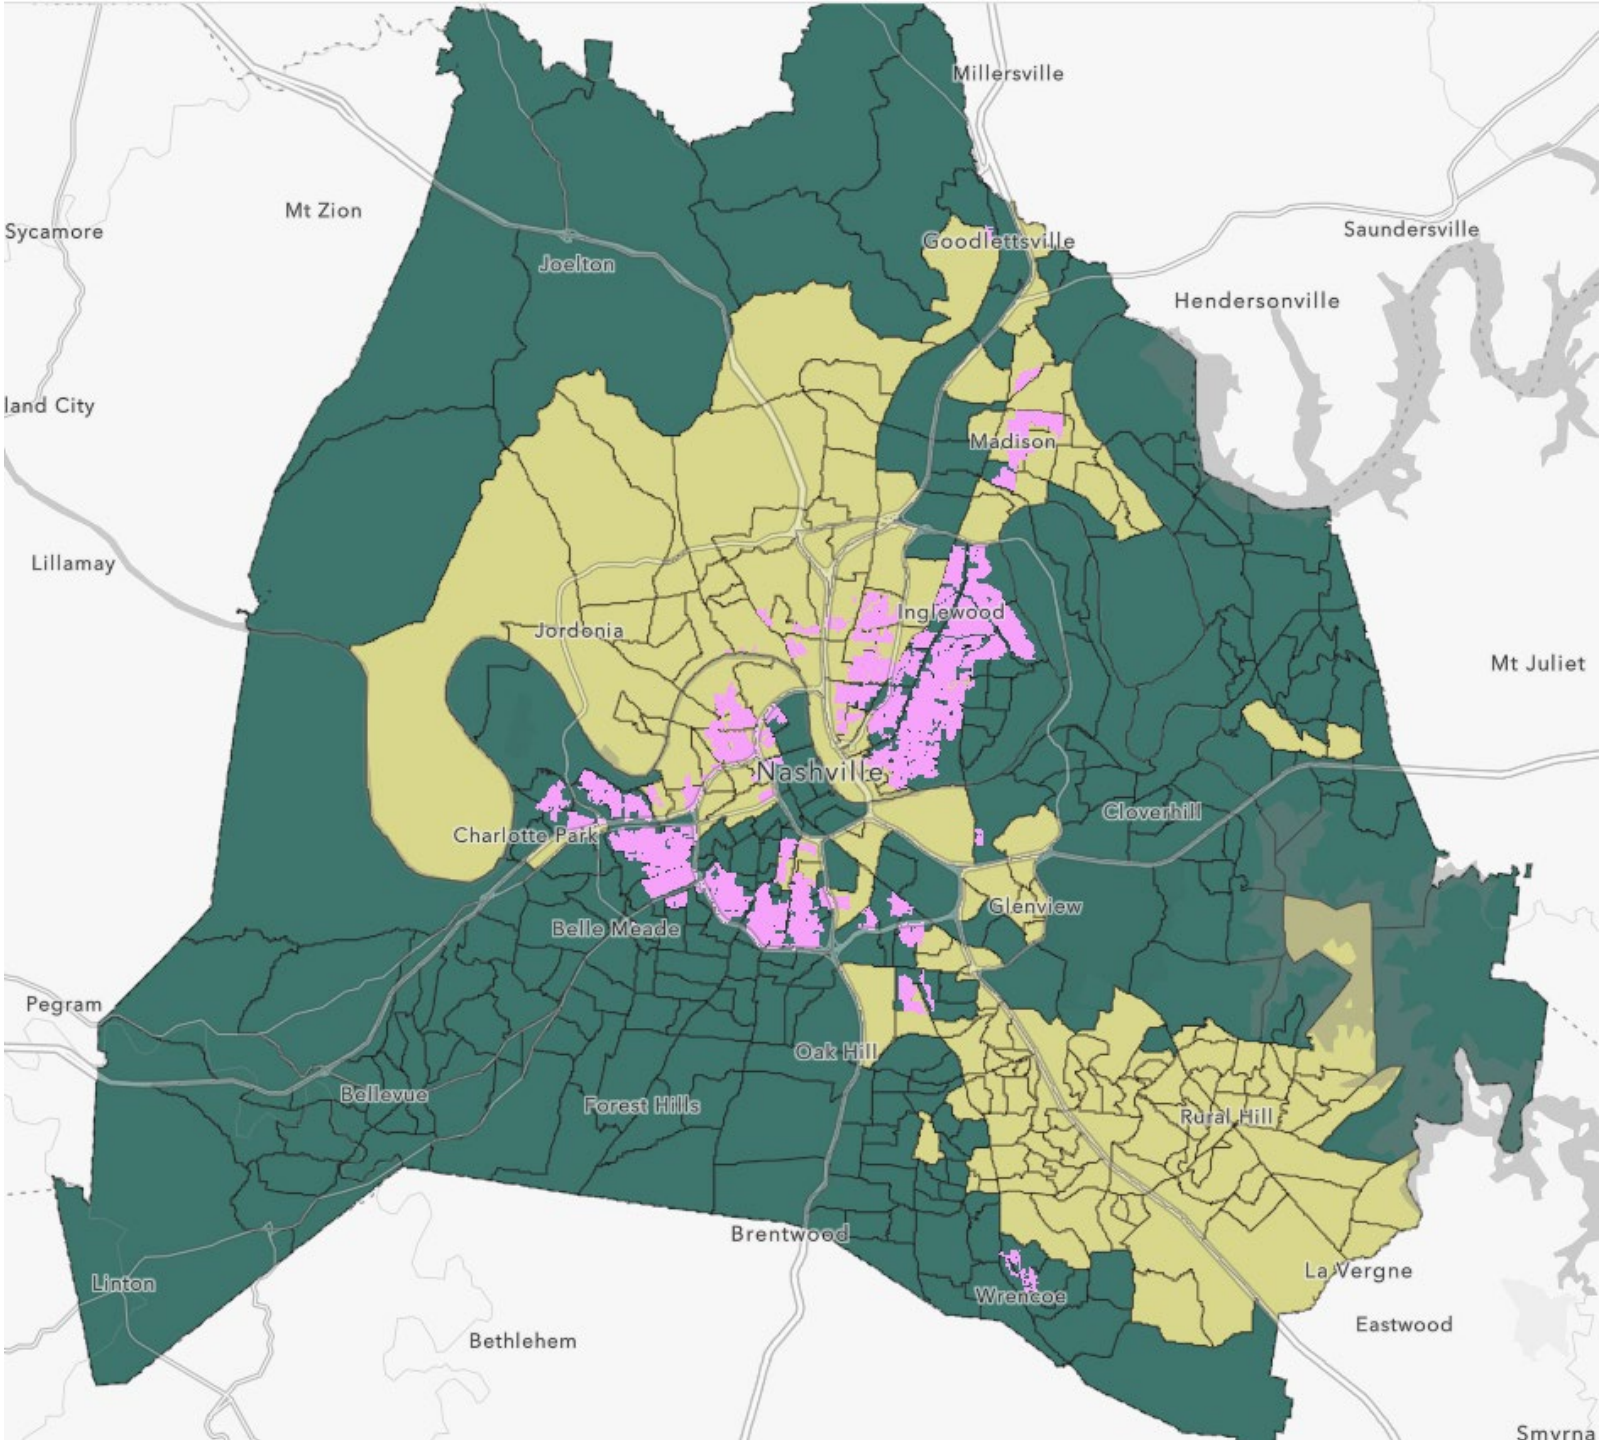 Millersville
Mt Zion
Sycamore
Saundersville
Goodlettsville
Joelton
Hendersonville
land City
Madison
Lillamay
Inglewood
Jordonia
Mt Juliet
Nashville
Cloverhill
Charlotte Park
Glenview
Belle Meade
Pegram
Oak Hill
Bellevue
Forest Hills
Rural Hill
Brentwood
La Vergne
Linton
Wrencoe
Eastwood
Bethlehem
Smyrna